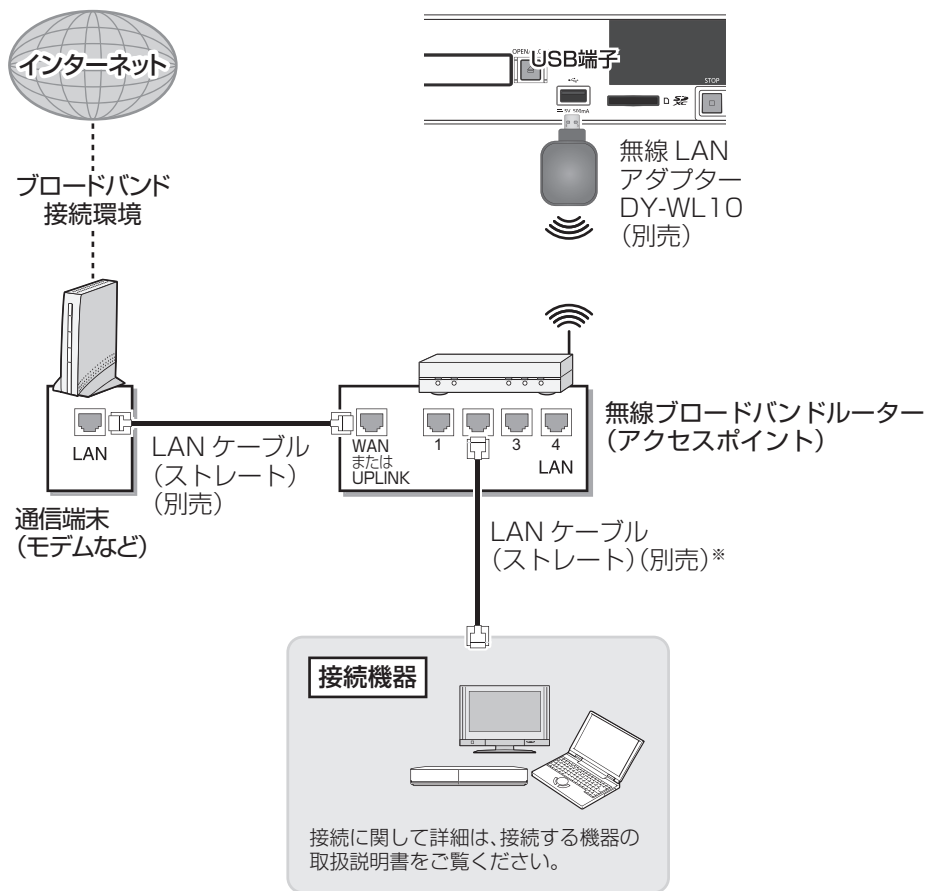 インターネット
ブロードバンド
接続環境
OPEN/
USB端子
5V 500mA
STOP
無線 LAN
アダプター
DY-WL10
（別売）
LAN
通信端末
（モデムなど）
LAN ケーブル
（ストレート）
（別売）
WAN
または
UPLINK
1
3
4
LAN
無線ブロードバンドルーター
（アクセスポイント）
LAN ケーブル
（ストレート）（別売）※
接続機器
接続に関して詳細は、接続する機器の
取扱説明書をご覧ください。